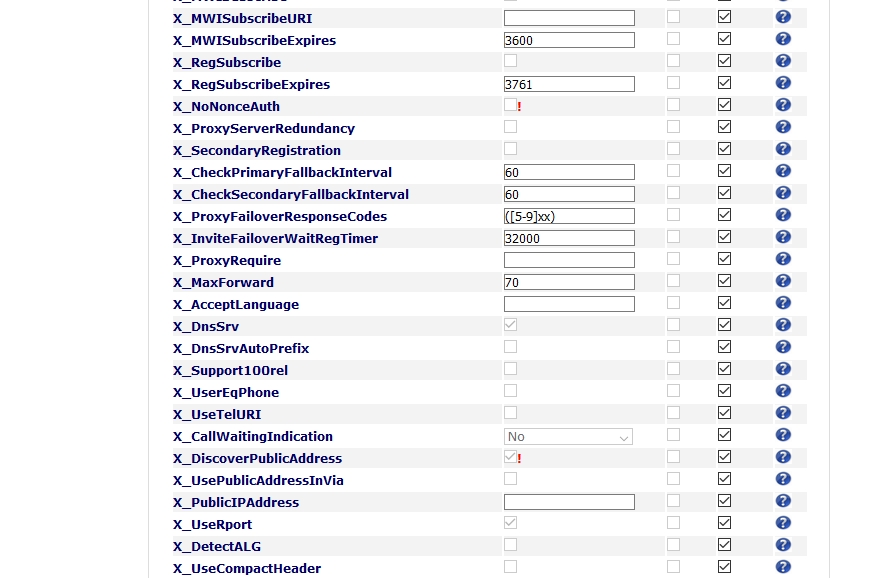 X_MWISubscribeURI
X_MWISubscribeExpires 3600
X_RegSubscribe
X_RegSubscribeExpires 3761
X_NoNonceAuth !
X_ProxyServerRedundancy
X_SecondaryRegistration
X_CheckPrimaryFallbackInterval 60
X_CheckSecondaryFallbackInterval 60
X_ProxyFailoverResponseCodes ([5-9]xx)
X_InviteFailoverWaitRegTimer 32000
X_ProxyRequire
X_MaxForward 70
X_AcceptLanguage
X_DnsSrv
X_DnsSrvAutoPrefix
X_Support100rel
X_UserEqPhone
X_UseTelURI
X_CallWaitingIndication No
X_DiscoverPublicAddress !
X_UsePublicAddressInVia
X_PublicIPAddress
X_UseRport
X_DetectALG
X_UseCompactHeader